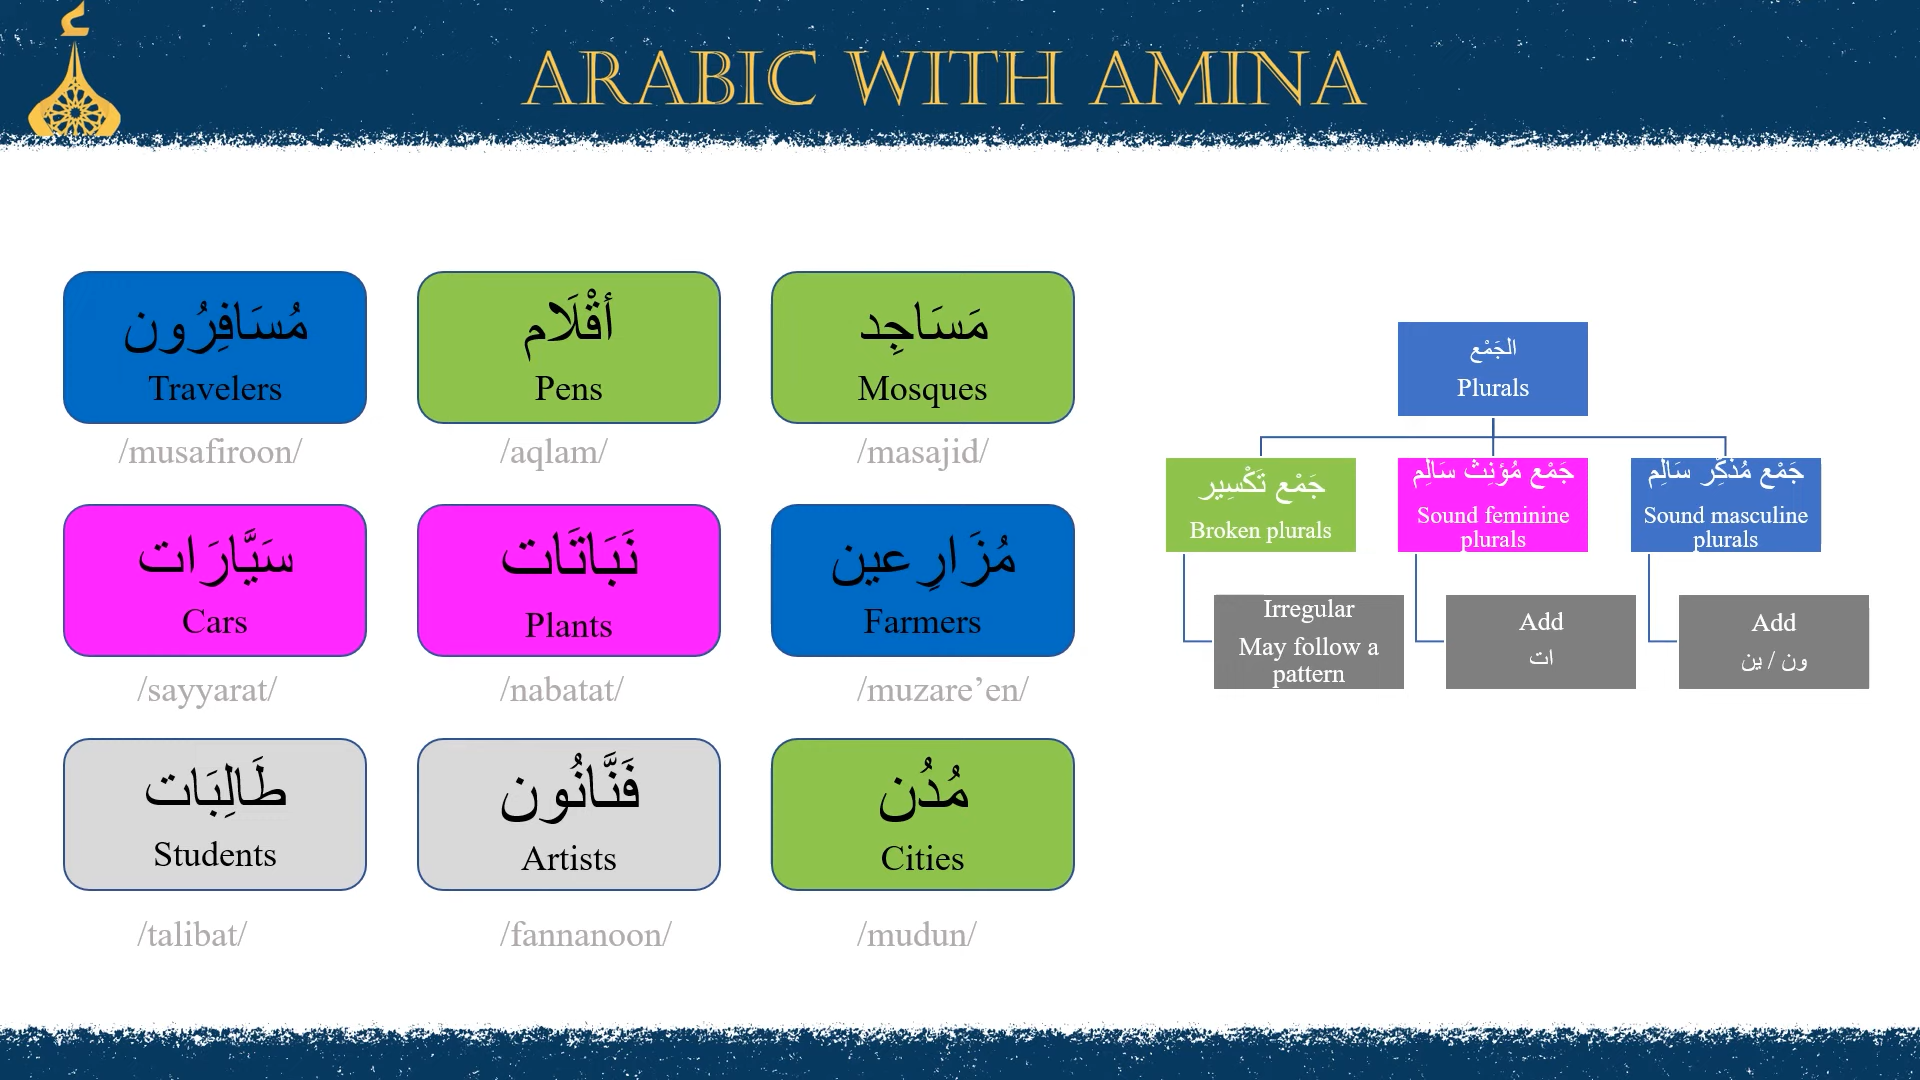 ARABIC WITH AMINA
مُسَافِرُون
Travelers
/musafiroon/
أقْلَام
Pens
/aqlam/
مَسَاجِد
Mosques
/masajid/
سَيَّارَات
Cars
/sayyarat/
نَبَاتَات
Plants
/nabatat/
مُزَارِعين
Farmers
/muzare’en/
طَالِبَات
Students
/talibat/
فَنَّانُون
Artists
/fannanoon/
مُدُن
Cities
/mudun/
الجَمْع
Plurals
جَمْع تَكْسِير
Broken plurals
Irregular
May follow a
pattern
جَمْع مُؤنِث سَالِم
Sound feminine
plurals
Add
ات
جَمْع مُذكِّر سَالِم
Sound masculine
plurals
Add
ون / ين